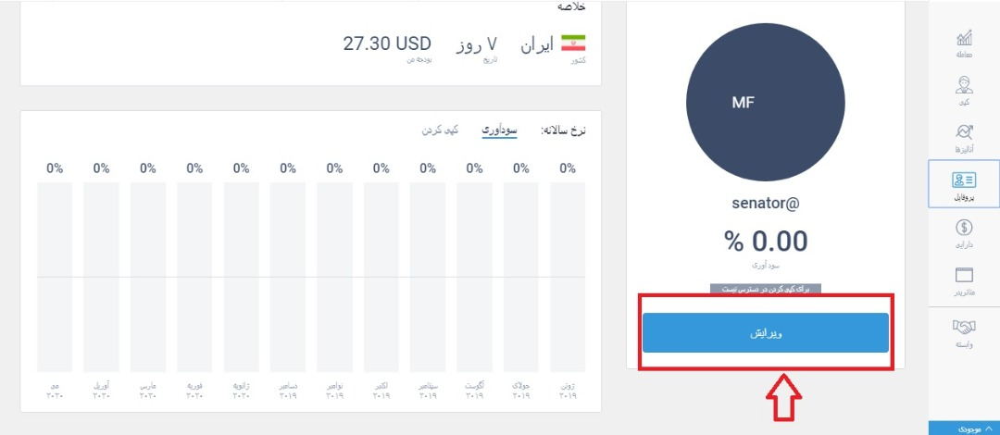 خلاصه
ایران
۷ روز
27.30 USD
کشور
تاریخ
بودجه من
نرخ سالانه:
سودآوری
کپی کردن
0% 0% 0% 0% 0% 0% 0% 0% 0% 0% 0% 0%
ژوئن ۲۰۱۹
جولای ۲۰۱۹
آگوست ۲۰۱۹
سپتامبر ۲۰۱۹
اکتبر ۲۰۱۹
نوامبر ۲۰۱۹
دسامبر ۲۰۱۹
ژانویه ۲۰۲۰
فوریه ۲۰۲۰
مارس ۲۰۲۰
آوریل ۲۰۲۰
می ۲۰۲۰
MF
senator@
% 0.00
سودآوری
برای کپی کردن در دسترس نیست
ویرایش
معامله
کپی
آنالیزها
پروفایل
دارایی
متاتریدر
وابسته
موجودی